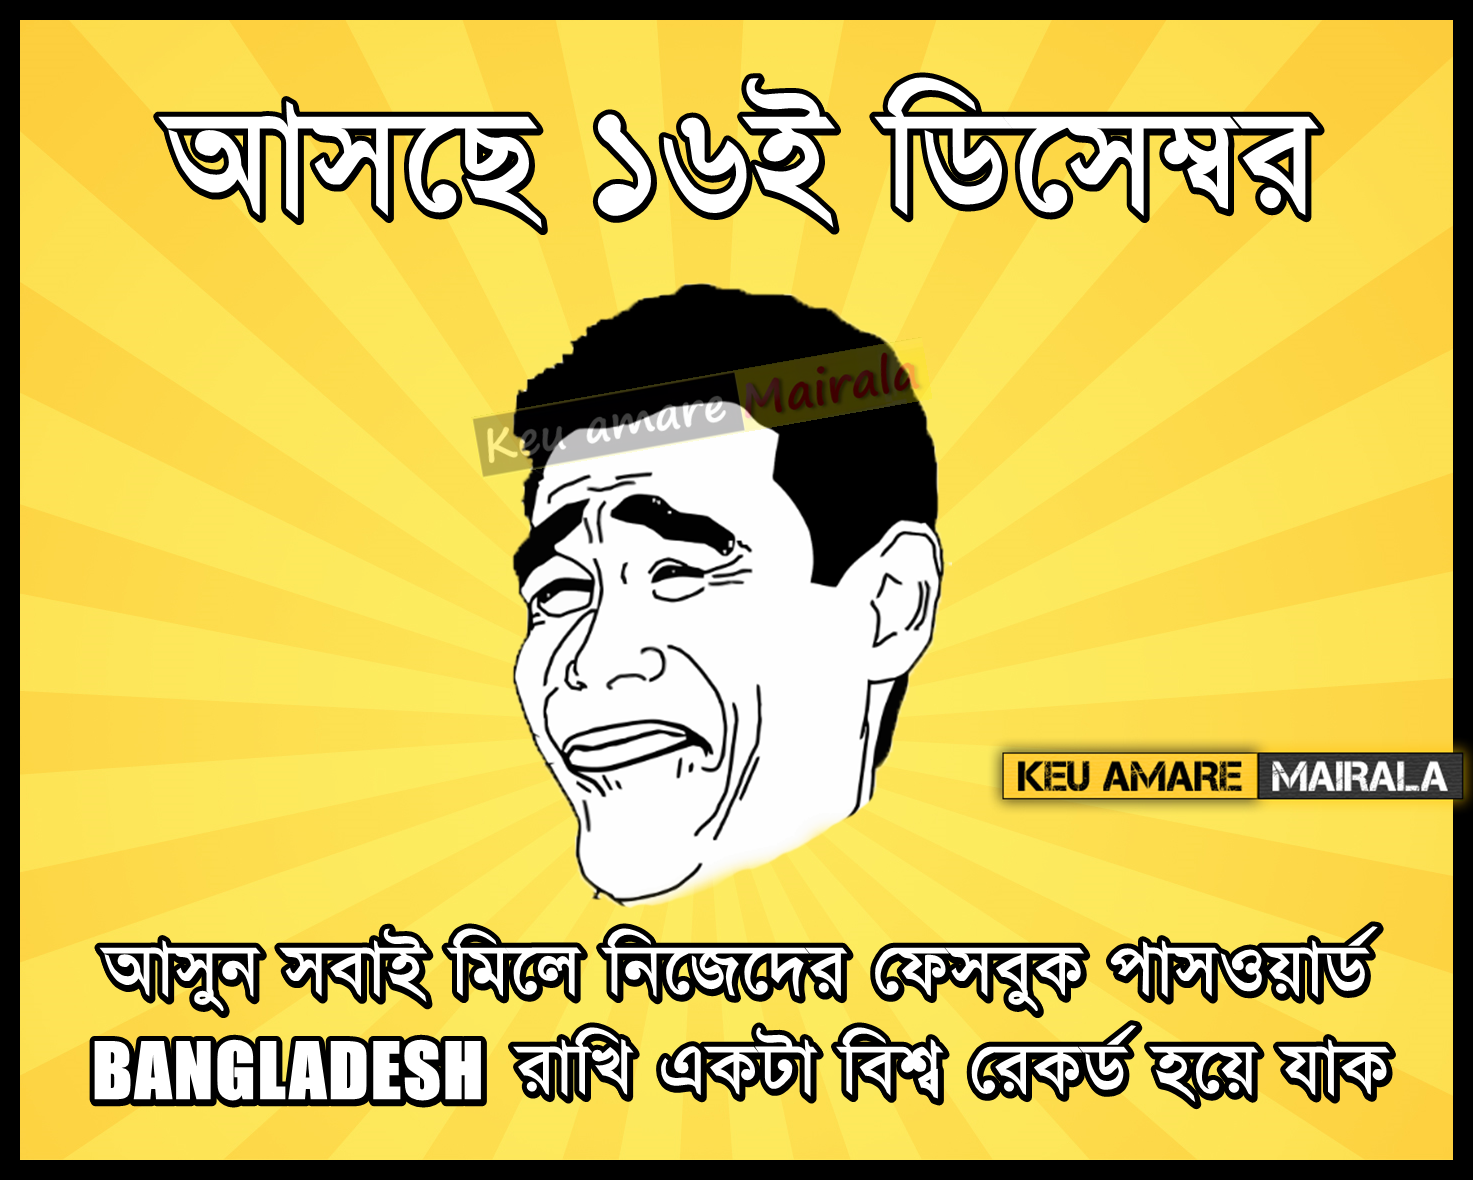 আসছে ১৬ই ডিসেম্বর
Keu amare Mairala
KEU AMARE MAIRALA
আসুন সবাই মিলে নিজেদের ফেসবুক পাসওয়ার্ড
BANGLADESH রাখি একটা বিশ্ব রেকর্ড হয়ে যাক